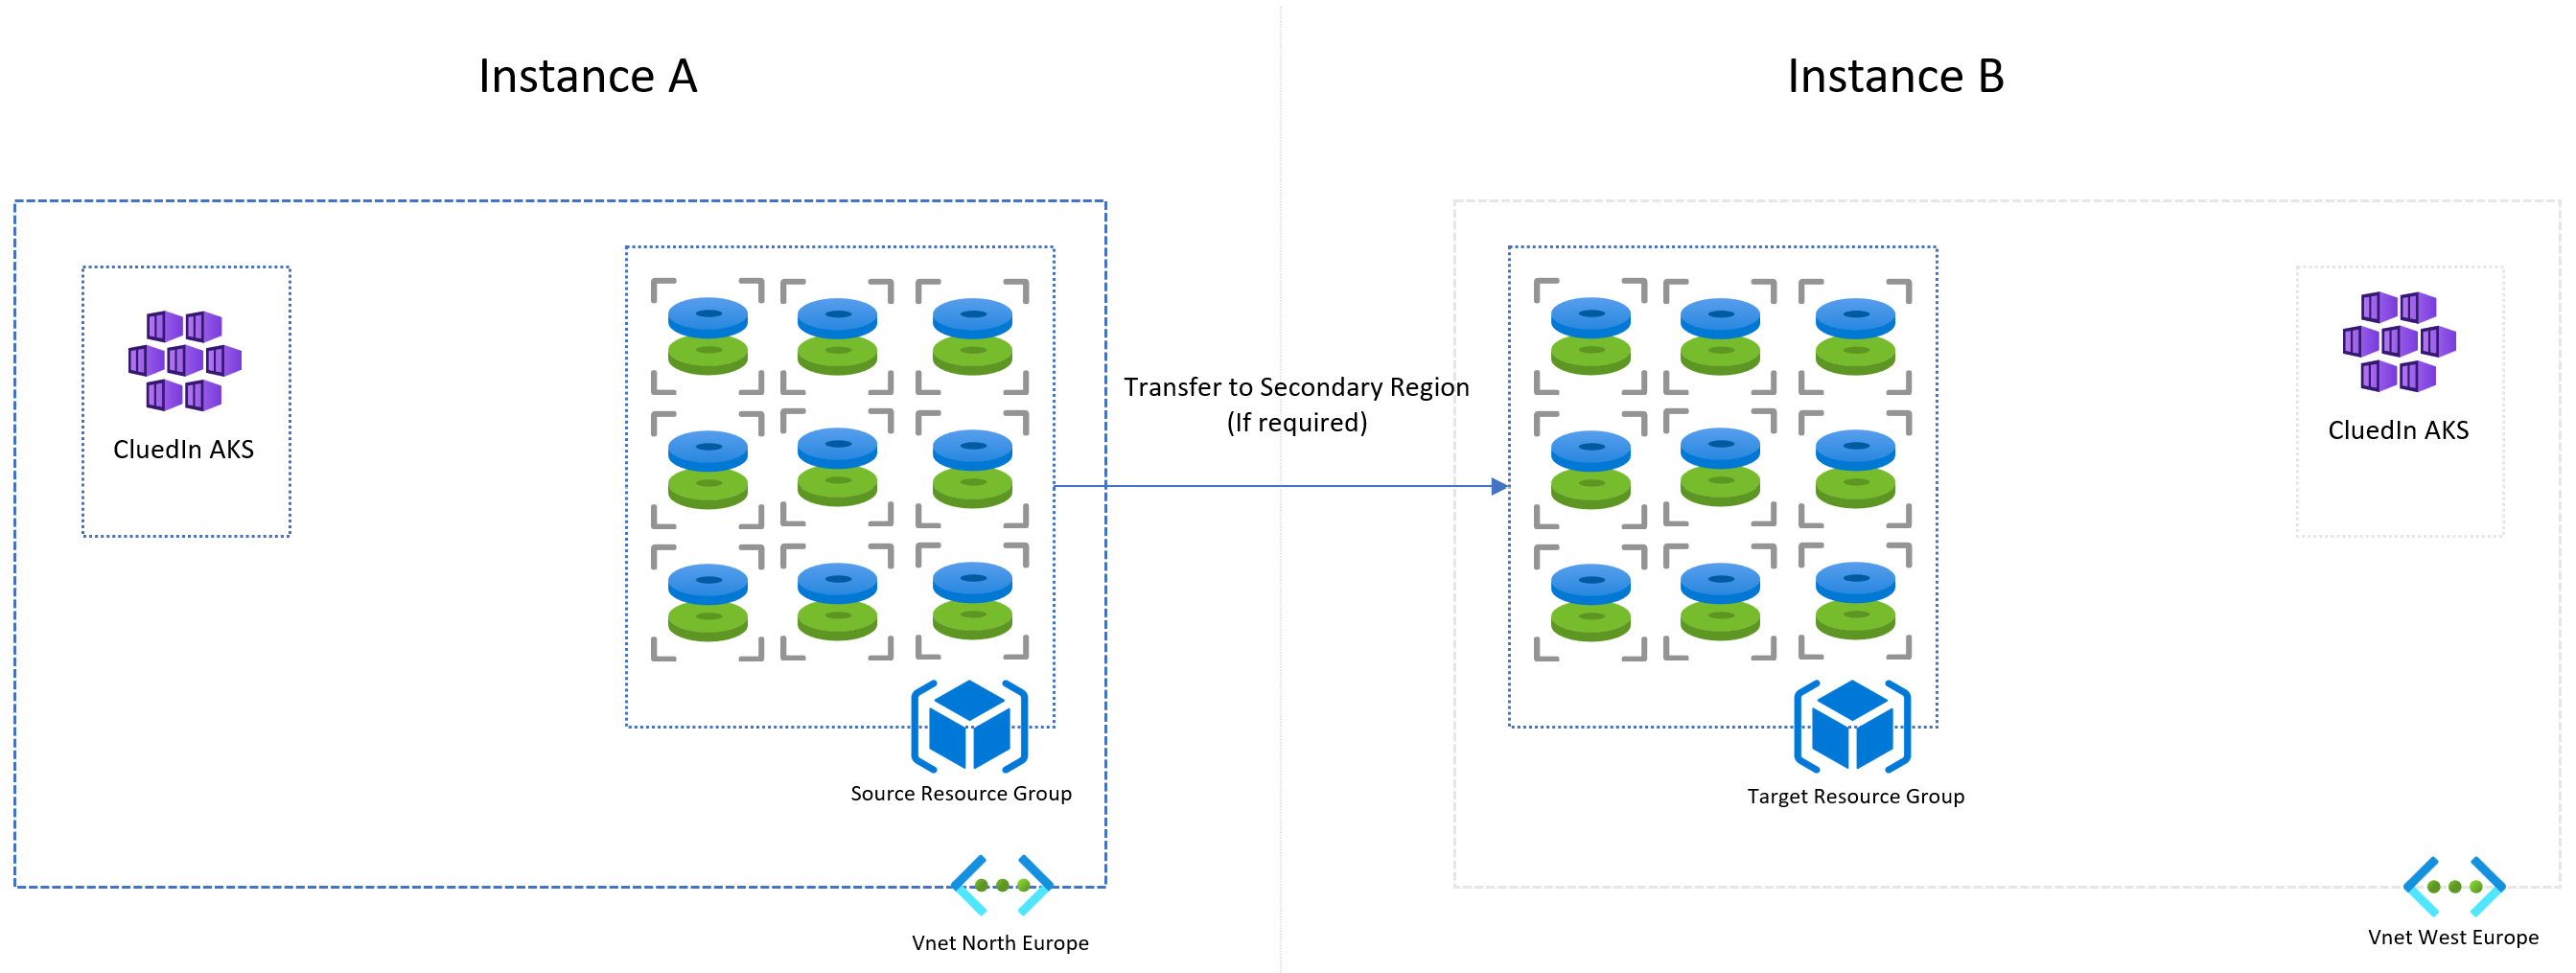 Instance A
Instance B
CluedIn AKS
Transfer to Secondary Region
(If required)
CluedIn AKS
Source Resource Group
Target Resource Group
Vnet North Europe
Vnet West Europe